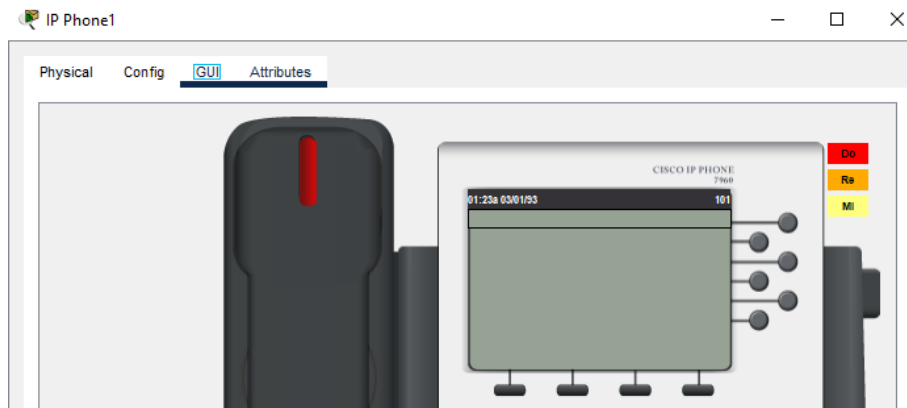 IP Phone1
Physical Config GUI Attributes
CISCO IP PHONE
7960
01:23a 03/01/93 101
Do
Re
MI